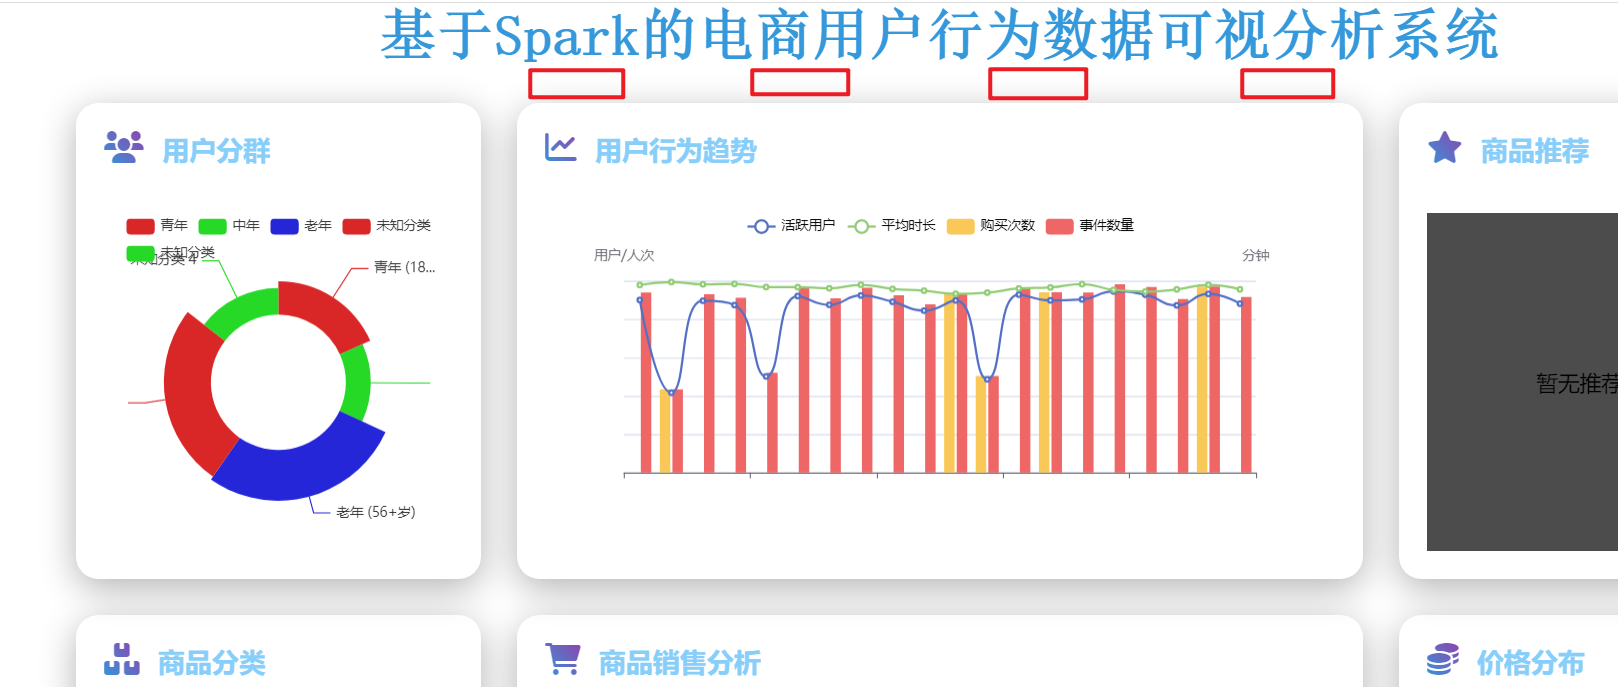 基于Spark的电商用户行为数据可视分析系统
用户分群
青年 中年 老年 未知分类
未知分类
未知分类 4
青年 (18...
老年 (56+岁)
用户行为趋势
活跃用户 平均时长 购买次数 事件数量
用户/人次
分钟
商品推荐
暂无推荐
商品分类
商品销售分析
价格分布